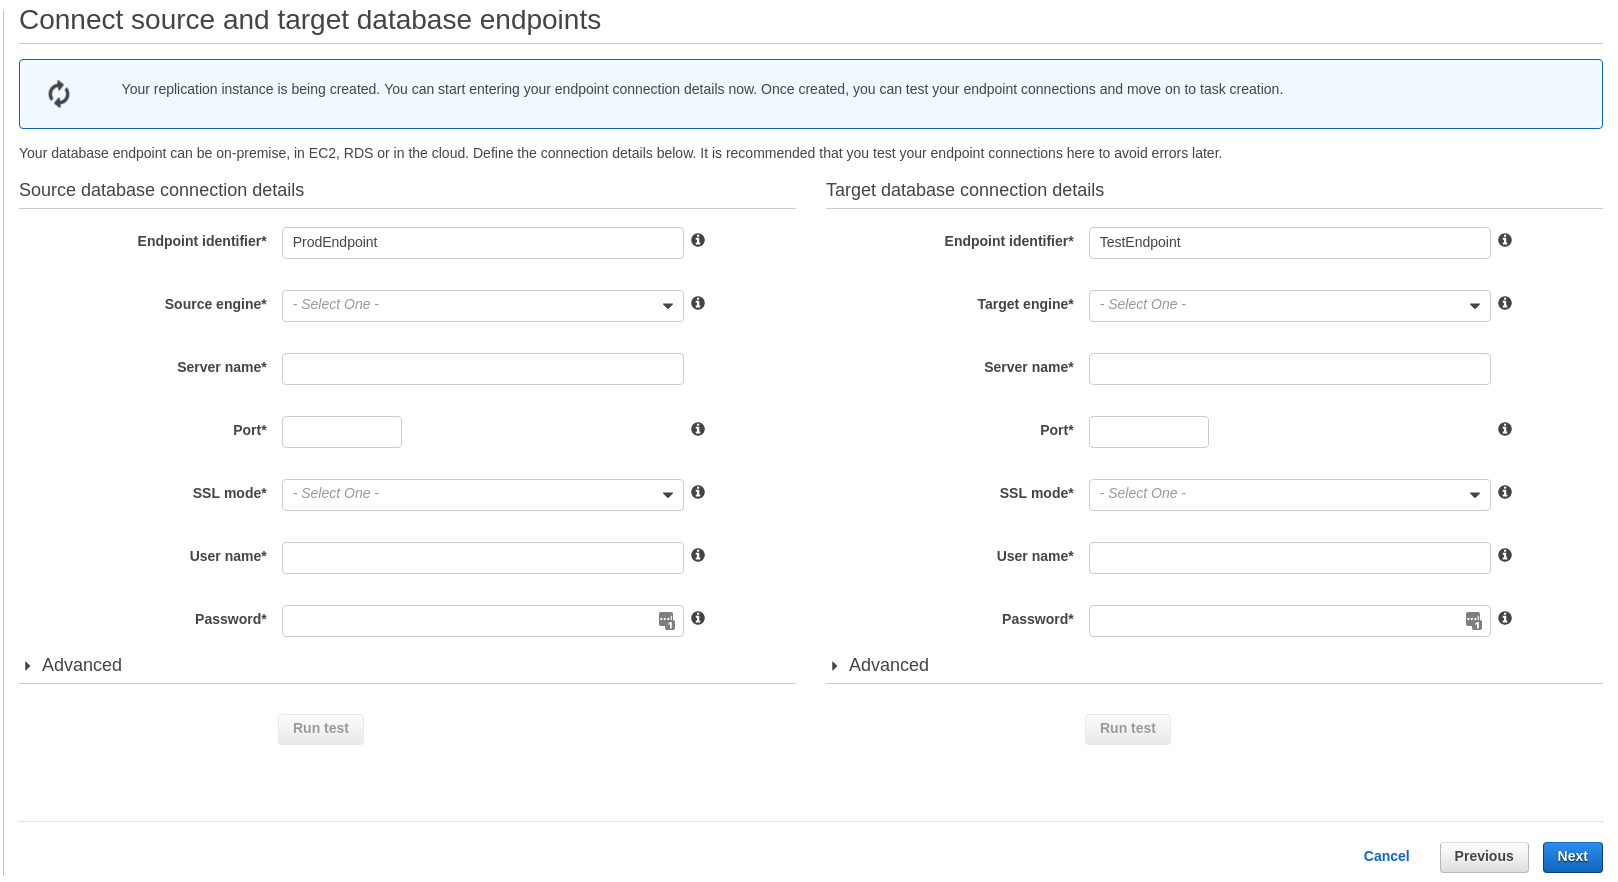 Connect source and target database endpoints
Your replication instance is being created. You can start entering your endpoint connection details now. Once created, you can test your endpoint connections and move on to task creation.
Your database endpoint can be on-premise, in EC2, RDS or in the cloud. Define the connection details below. It is recommended that you test your endpoint connections here to avoid errors later.
Source database connection details
Endpoint identifier* ProdEndpoint
Source engine* - Select One -
Server name*
Port*
SSL mode* - Select One -
User name*
Password*
Advanced
Run test
Target database connection details
Endpoint identifier* TestEndpoint
Target engine* - Select One -
Server name*
Port*
SSL mode* - Select One -
User name*
Password*
Advanced
Run test
Cancel Previous Next